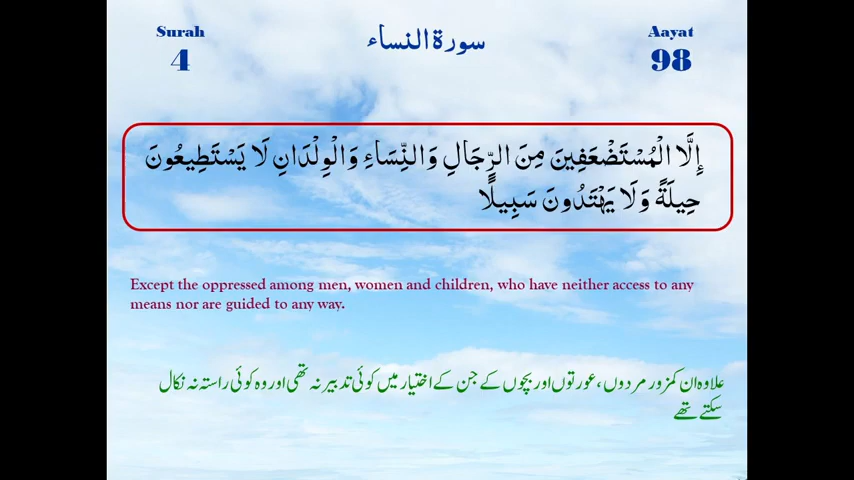 Surah
4
سورة النساء
Aayat
98
إِلَّا الْمُسْتَضْعَفِينَ مِنَ الرِّجَالِ وَالنِّسَاءِ وَالْوِلْدَانِ لَا يَسْتَطِيعُونَ
حِيلَةً وَلَا يَهْتَدُونَ سَبِيلًا
Except the oppressed among men, women and children, who have neither access to any
means nor are guided to any way.
علاوہ ان کمزور مردوں، عورتوں اور بچوں کے جن کے اختیار میں کوئی تدبیر نہ تھی اور وہ کوئی راستہ نہ نکال
سکتے تھے